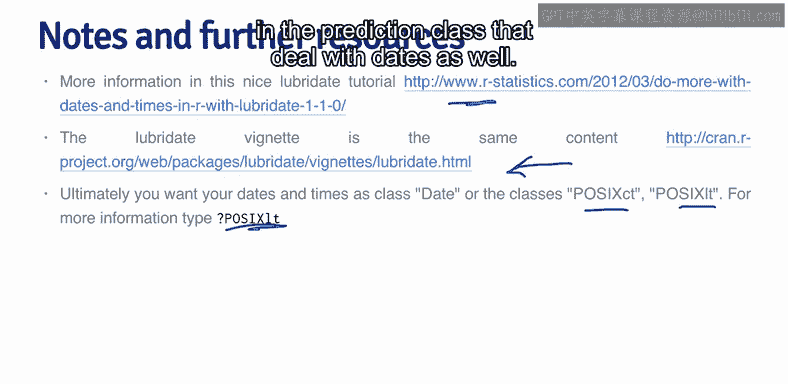 GPT中英字幕课程资源@bilibili.com
Notes and further resources
in the prediction class that
deal with dates as well.
• More information in this nice lubridate tutorial http://www.r-statistics.com/2012/03/do-more-with-
dates-and-times-in-r-with-lubridate-1-1-0/
• The lubridate vignette is the same content http://cran.r-
project.org/web/packages/lubridate/vignettes/lubridate.html
• Ultimately you want your dates and times as class "Date" or the classes "POSIXct", "POSIXlt". For
more information type ?POSIXlt